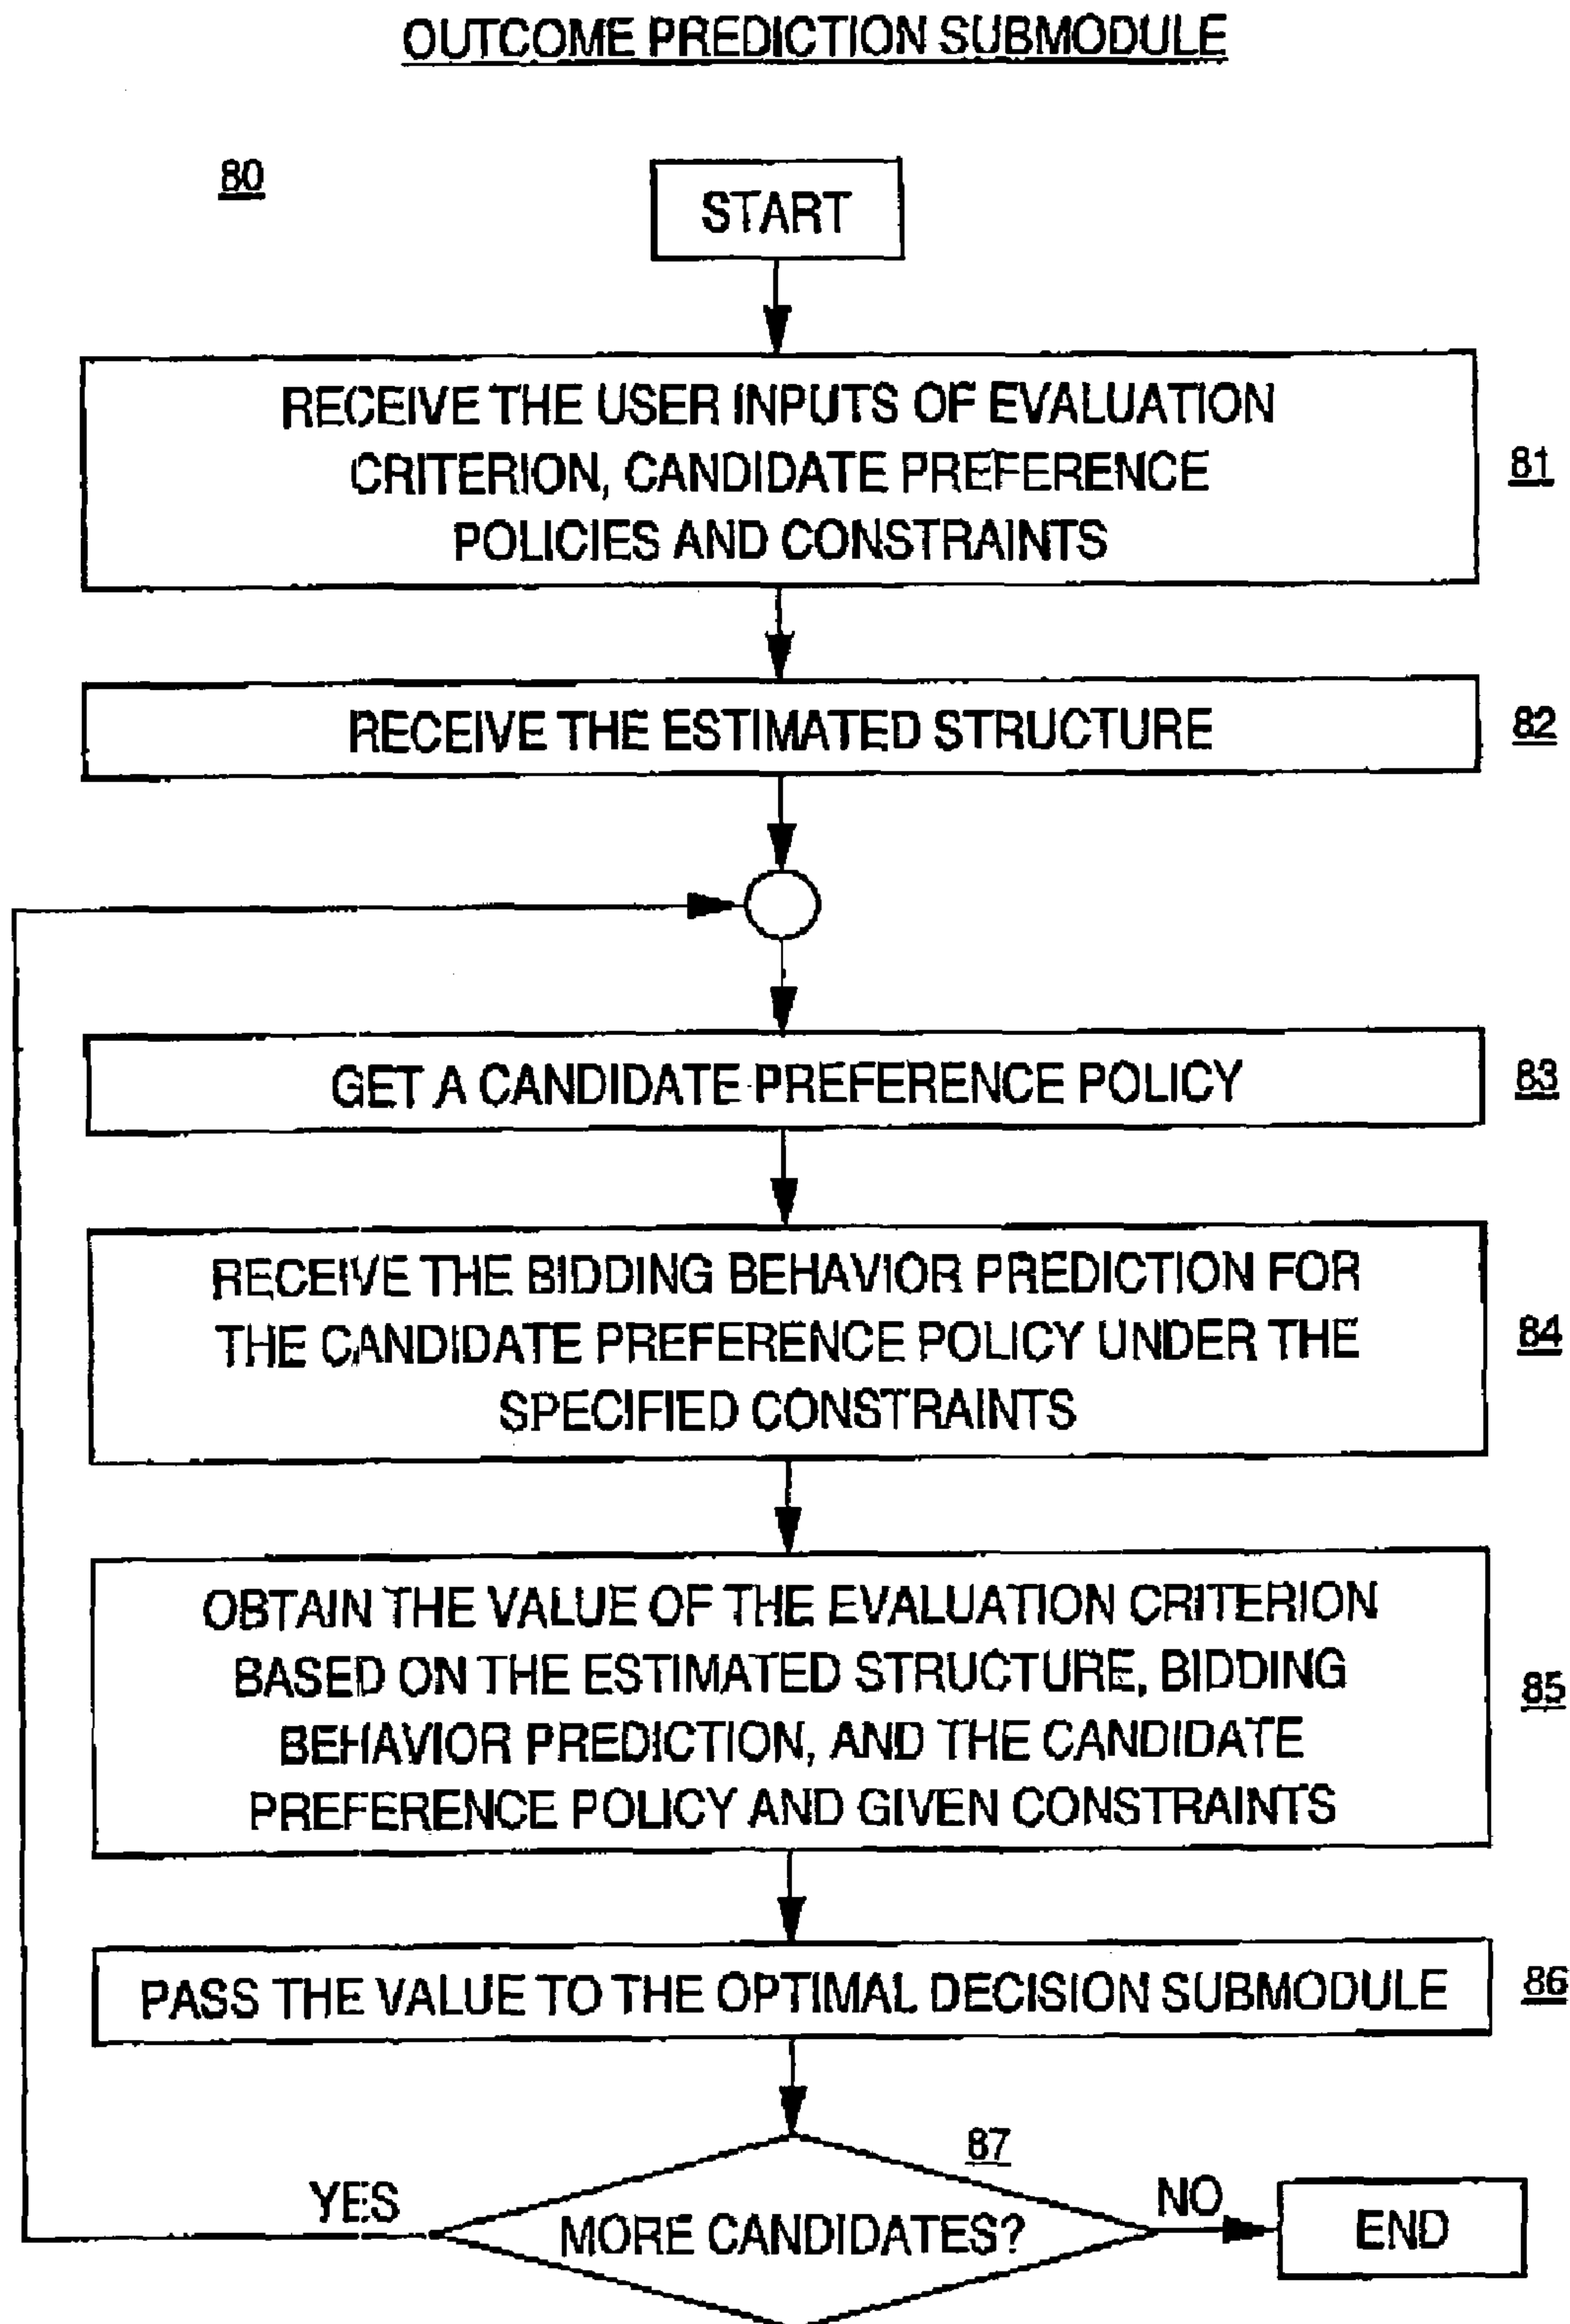 OUTCOME PREDICTION SUBMODULE
80
START
RECEIVE THE USER INPUTS OF EVALUATION
CRITERION, CANDIDATE PREFERENCE
POLICIES AND CONSTRAINTS
81
RECEIVE THE ESTIMATED STRUCTURE
82
GET A CANDIDATE PREFERENCE POLICY
83
RECEIVE THE BIDDING BEHAVIOR PREDICTION FOR
THE CANDIDATE PREFERENCE POLICY UNDER THE
SPECIFIED CONSTRAINTS
84
OBTAIN THE VALUE OF THE EVALUATION CRITERION
BASED ON THE ESTIMATED STRUCTURE, BIDDING
BEHAVIOR PREDICTION, AND THE CANDIDATE
PREFERENCE POLICY AND GIVEN CONSTRAINTS
85
PASS THE VALUE TO THE OPTIMAL DECISION SUBMODULE
86
87
YES
MORE CANDIDATES?
NO
END